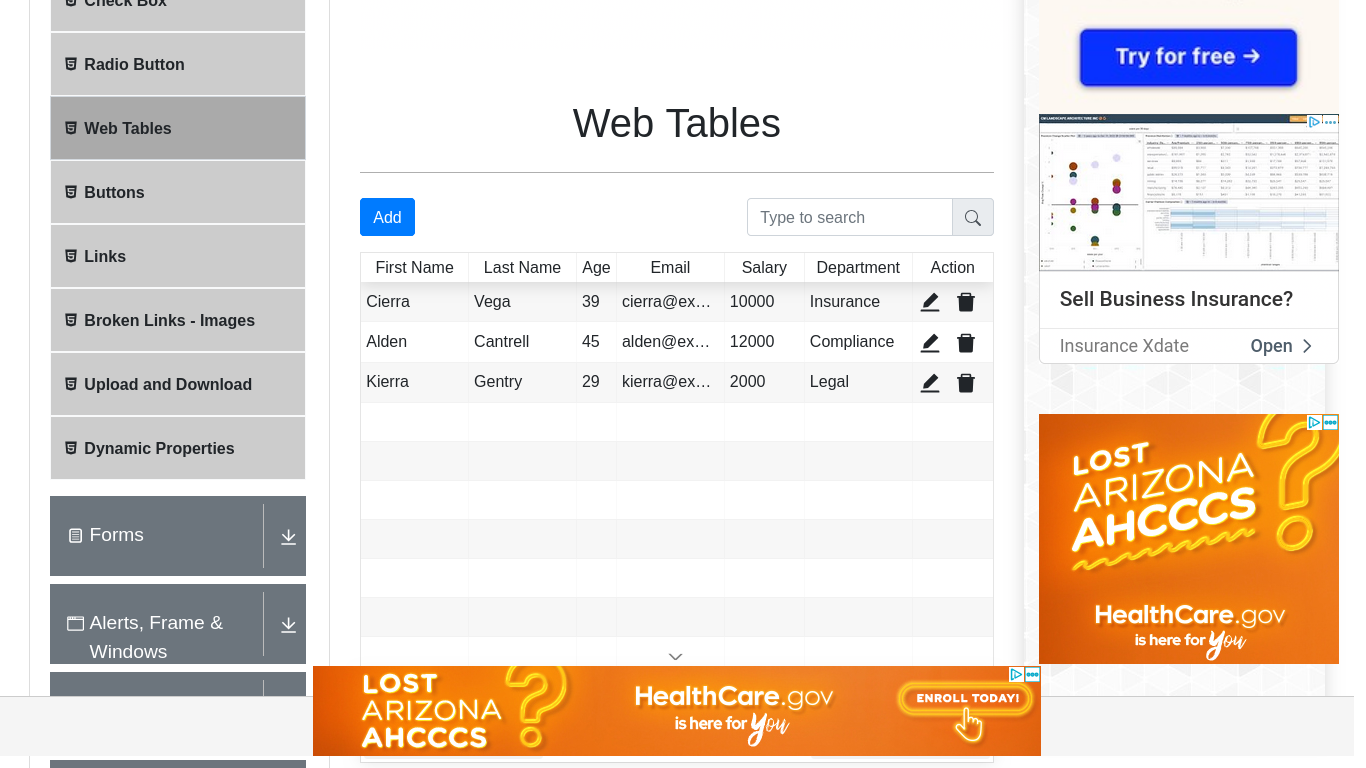 Check Box
Radio Button
Web Tables
Buttons
Links
Broken Links - Images
Upload and Download
Dynamic Properties
Forms
Alerts, Frame &
Windows
Web Tables
Add
Type to search
First Name Last Name Age Email Salary Department Action
Cierra Vega 39 cierra@ex… 10000 Insurance
Alden Cantrell 45 alden@ex… 12000 Compliance
Kierra Gentry 29 kierra@ex… 2000 Legal
Try for free →
Sell Business Insurance?
Insurance Xdate Open
LOST
ARIZONA
AHCCCS
?
HealthCare.gov
is here for You
LOST
ARIZONA
AHCCCS
?
HealthCare.gov
is here for You
ENROLL TODAY!